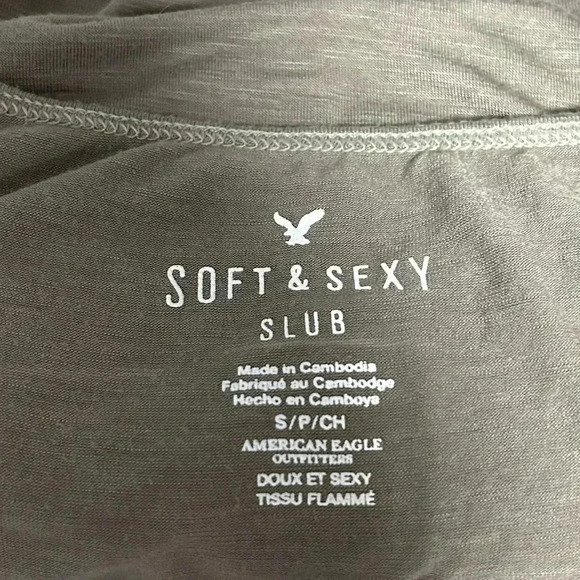 SOFT & SEXY
SLUB
Made in Cambodia
Fabriqué au Cambodge
Hecho en Camboya
S/P/CH
AMERICAN EAGLE
OUTFITTERS
DOUX ET SEXY
TISSU FLAMMÉ